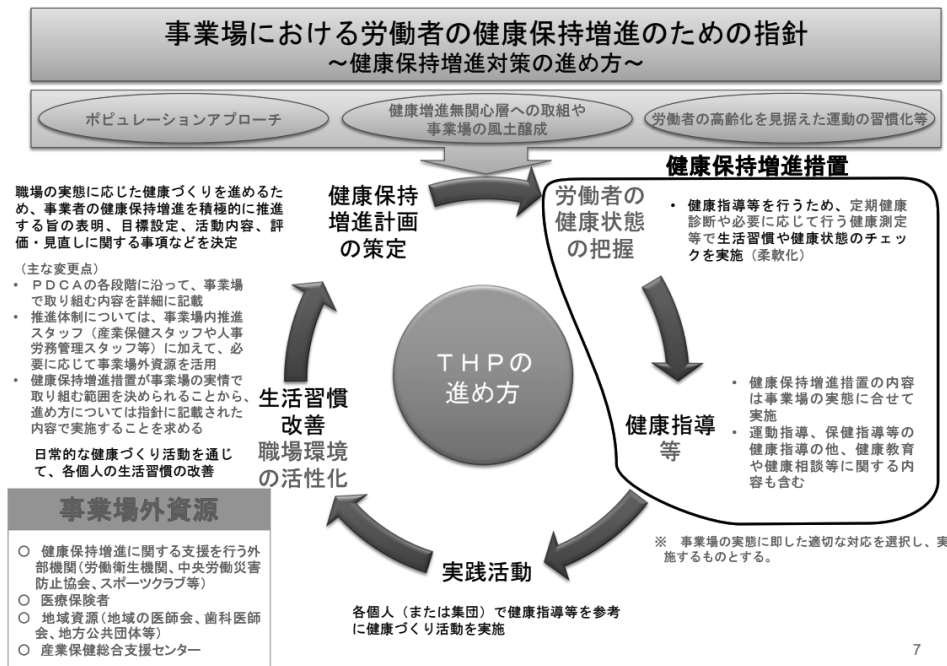 事業場における労働者の健康保持増進のための指針
～健康保持増進対策の進め方～
ポピュレーションアプローチ
健康増進無関心層への取組や
事業場の風土醸成
労働者の高齢化を見据えた運動の習慣化等
健康保持増進措置
職場の実態に応じた健康づくりを進めるた
め、事業者の健康保持増進を積極的に推進
する旨の表明、目標設定、活動内容、評
価・見直しに関する事項などを決定
（主な変更点）
• ＰＤＣＡの各段階に沿って、事業場
で取り組む内容を詳細に記載
• 推進体制については、事業場内推進
スタッフ（産業保健スタッフや人事
労務管理スタッフ等）に加えて、必
要に応じて事業場外資源を活用
• 健康保持増進措置が事業場の実情で
取り組む範囲を決められることから、
進め方については指針に記載された
内容で実施することを求める
健康保持
増進計画
の策定
労働者の
健康状態
の把握
• 健康指導等を行うため、定期健康
診断や必要に応じて行う健康測定
等で生活習慣や健康状態のチェッ
クを実施（柔軟化）
ＴＨＰの
進め方
健康指導
等
• 健康保持増進措置の内容
は事業場の実態に合せて
実施
• 運動指導、保健指導等の
健康指導の他、健康教育
や健康相談等に関する内
容も含む
※　事業場の実態に即した適切な対応を選択し、実
施するものとする。
実践活動
各個人（または集団）で健康指導等を参考
に健康づくり活動を実施
生活習慣
改善
職場環境
の活性化
日常的な健康づくり活動を通じ
て、各個人の生活習慣の改善
事業場外資源
○ 健康保持増進に関する支援を行う外
部機関（労働衛生機関、中央労働災害
防止協会、スポーツクラブ等）
○ 医療保険者
○ 地域資源（地域の医師会、歯科医師
会、地方公共団体等）
○ 産業保健総合支援センター
7